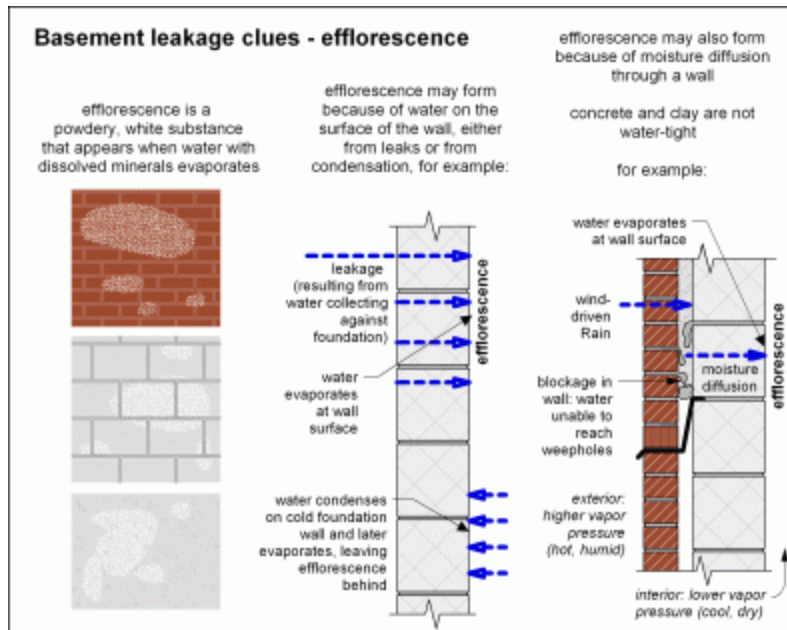 Basement leakage clues - efflorescence
efflorescence is a
powdery, white substance
that appears when water with
dissolved minerals evaporates
efflorescence may form
because of water on the
surface of the wall, either
from leaks or from
condensation, for example:
leakage
(resulting from
water collecting
against
foundation)
water
evaporates
at wall
surface
efflorescence
water condenses
on cold foundation
wall and later
evaporates, leaving
efflorescence
behind
efflorescence may also form
because of moisture diffusion
through a wall
concrete and clay are not
water-tight
for example:
water evaporates
at wall surface
wind-
driven
Rain
moisture
diffusion
efflorescence
blockage in
wall: water
unable to
reach
weepholes
exterior:
higher vapor
pressure
(hot, humid)
interior: lower vapor
pressure (cool, dry)